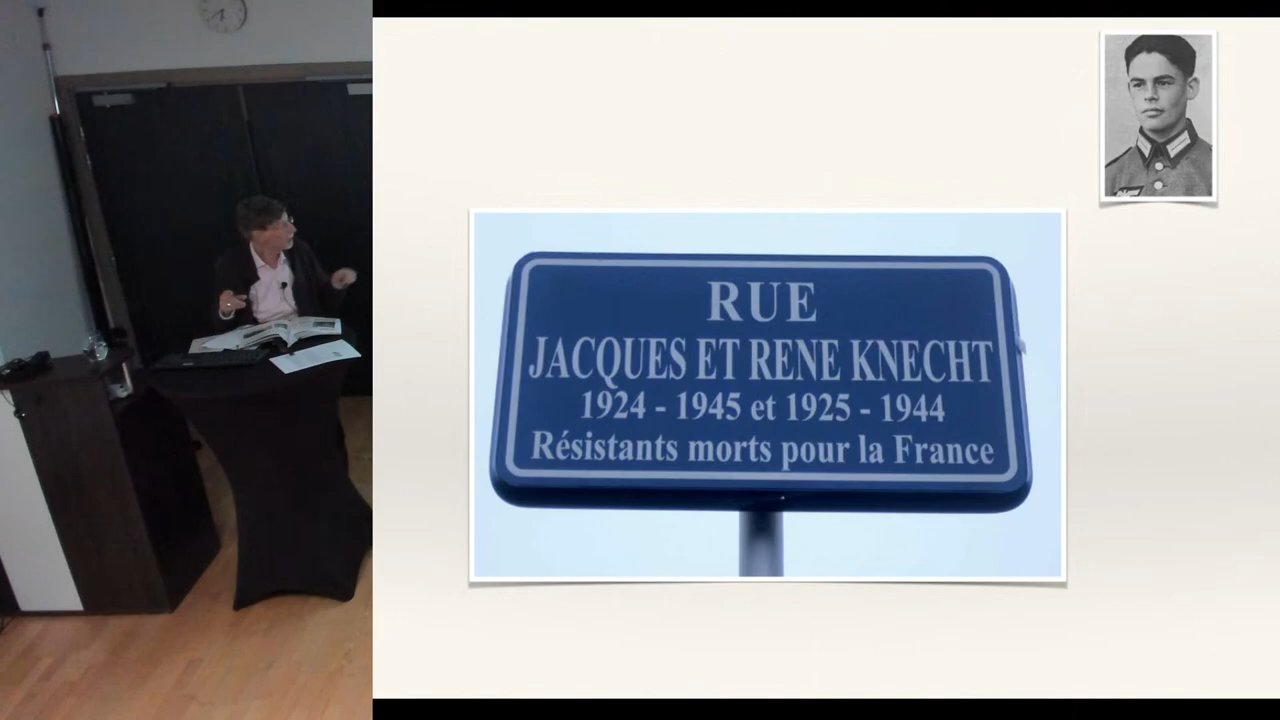 RUE
JACQUES ET RENE KNECHT
1924 - 1945 et 1925 - 1944
Résistants morts pour la France